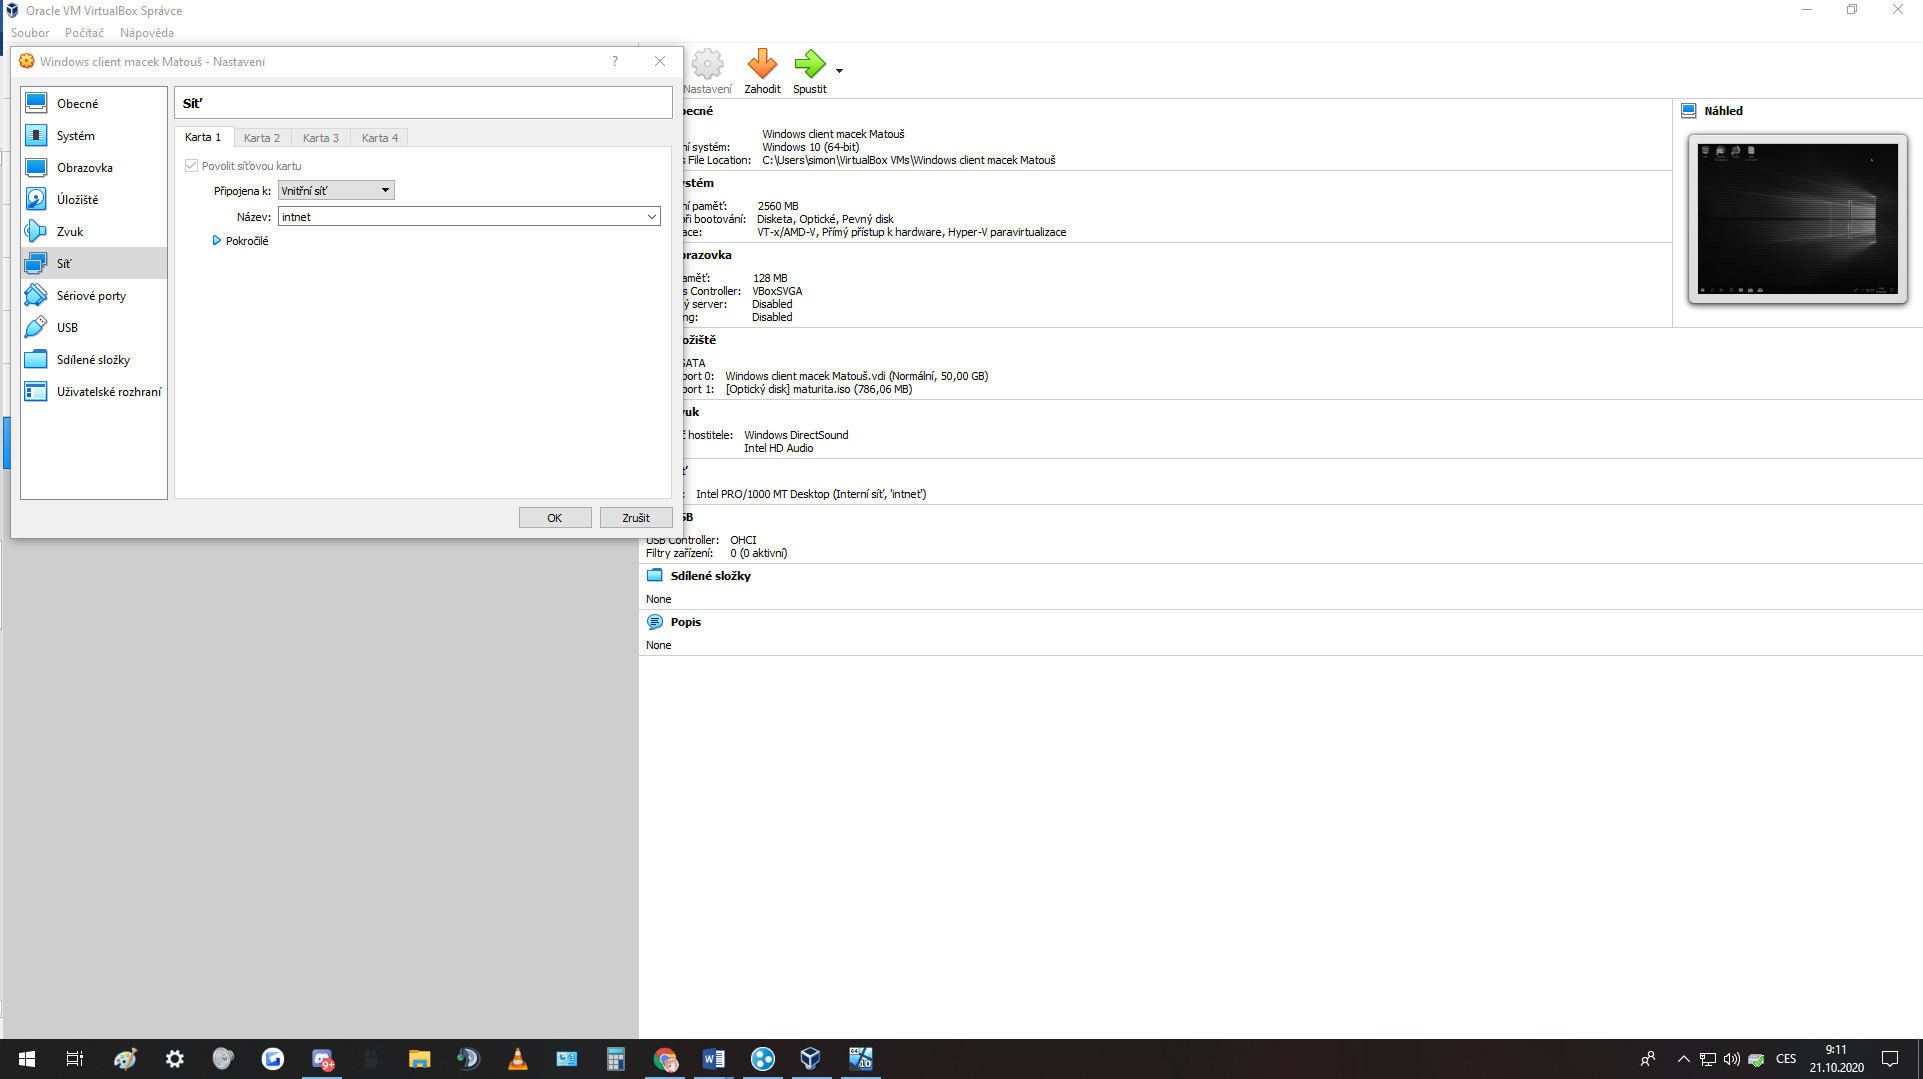 Oracle VM VirtualBox Správce
Soubor Počítač Nápověda
Windows client macek Matouš - Nastavení
?
Obecné
Systém
Obrazovka
Úložiště
Zvuk
Síť
Sériové porty
USB
Sdílené složky
Uživatelské rozhraní
Síť
Karta 1 Karta 2 Karta 3 Karta 4
Povolit síťovou kartu
Připojena k: Vnitřní síť
Název: intnet
Pokročilé
OK Zrušit
Nastavení Zahodit Spustit
ecné
Windows client macek Matouš
ní systém: Windows 10 (64-bit)
s File Location: C:\Users\simon\VirtualBox VMs\Windows client macek Matouš
ystém
ní paměť: 2560 MB
ři bootování: Disketa, Optické, Pevný disk
ace: VT-x/AMD-V, Přímý přístup k hardware, Hyper-V paravirtualizace
brazovka
aměť: 128 MB
s Controller: VBoxSVGA
ý server: Disabled
ng: Disabled
ožiště
SATA
ort 0: Windows client macek Matouš.vdi (Normální, 50,00 GB)
ort 1: [Optický disk] maturita.iso (786,06 MB)
vuk
č hostitele: Windows DirectSound
Intel HD Audio
ť
: Intel PRO/1000 MT Desktop (Interní síť, 'intnet')
SB
USB Controller: OHCI
Filtry zařízení: 0 (0 aktivní)
Sdílené složky
None
Popis
None
Náhled
9+
CES
9:11
21.10.2020